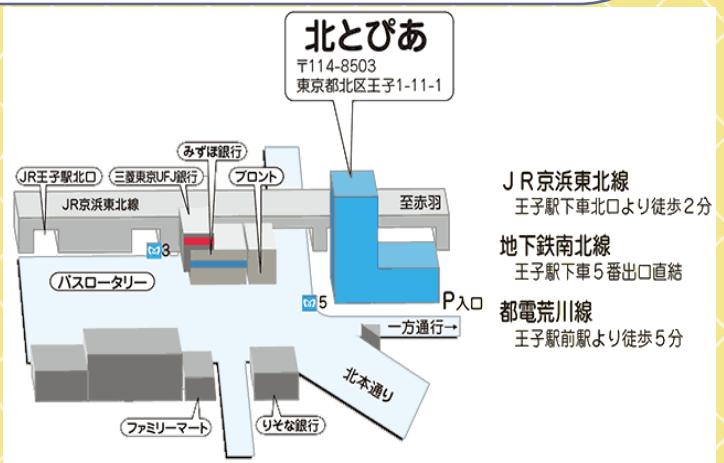 北とぴあ
〒114-8503
東京都北区王子1-11-1
みずほ銀行
JR王子駅北口
三菱東京UFJ銀行
プロント
JR京浜東北線
至赤羽
3
バスロータリー
5
P入口
一方通行→
北本通り
ファミリーマート
りそな銀行
JR京浜東北線
王子駅下車北口より徒歩2分
地下鉄南北線
王子駅下車5番出口直結
都電荒川線
王子駅前駅より徒歩5分